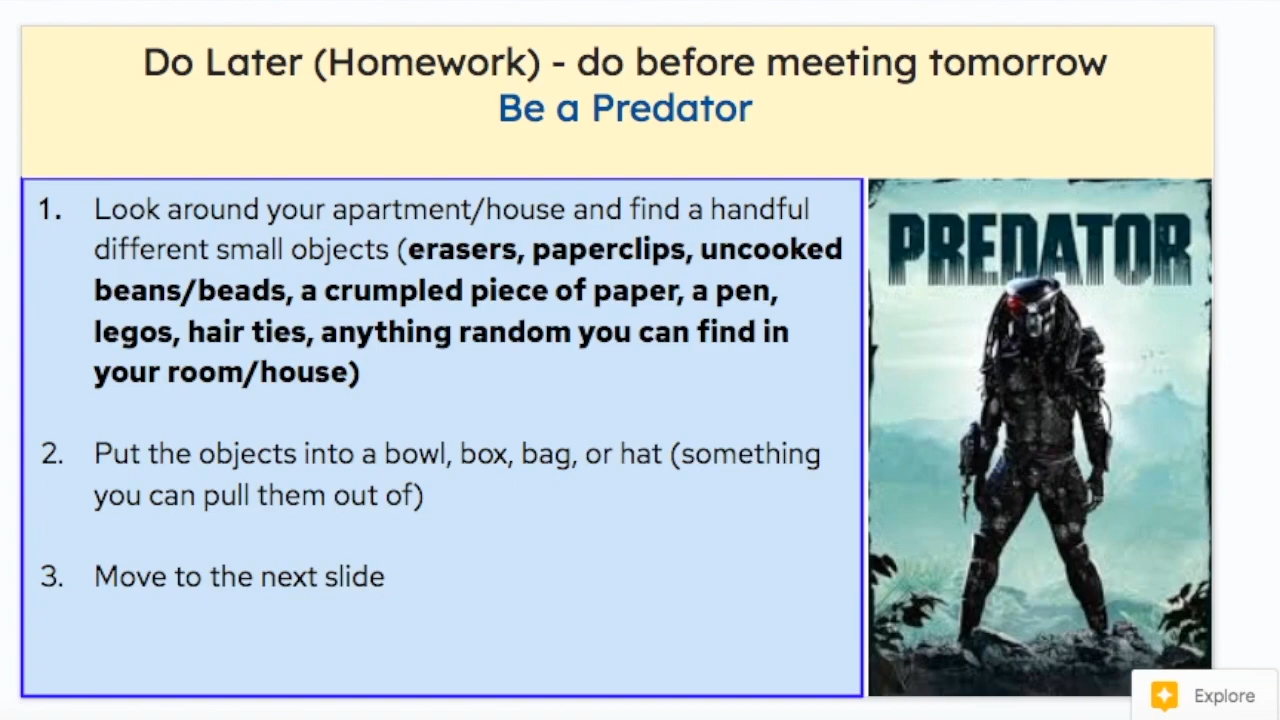 Do Later (Homework) - do before meeting tomorrow
Be a Predator
1. Look around your apartment/house and find a handful
different small objects (erasers, paperclips, uncooked
beans/beads, a crumpled piece of paper, a pen,
legos, hair ties, anything random you can find in
your room/house)
2. Put the objects into a bowl, box, bag, or hat (something
you can pull them out of)
3. Move to the next slide
PREDATOR
Explore